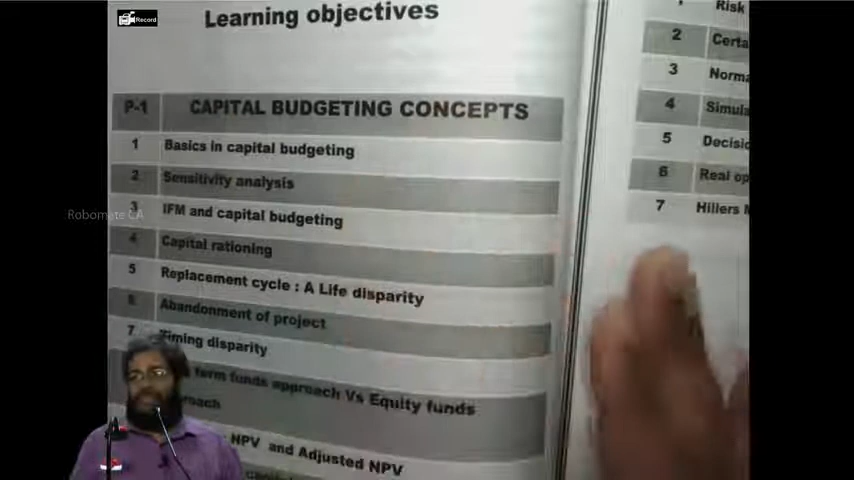 Record
Learning objectives
P-1 CAPITAL BUDGETING CONCEPTS
1 Basics in capital budgeting
2 Sensitivity analysis
3 IFM and capital budgeting
4 Capital rationing
5 Replacement cycle : A Life disparity
6 Abandonment of project
7 Timing disparity
term funds approach Vs Equity funds
NPV and Adjusted NPV
Risk
2 Certa
3 Norma
4 Simula
5 Decisio
6 Real op
7 Hillers M
Robomate CA